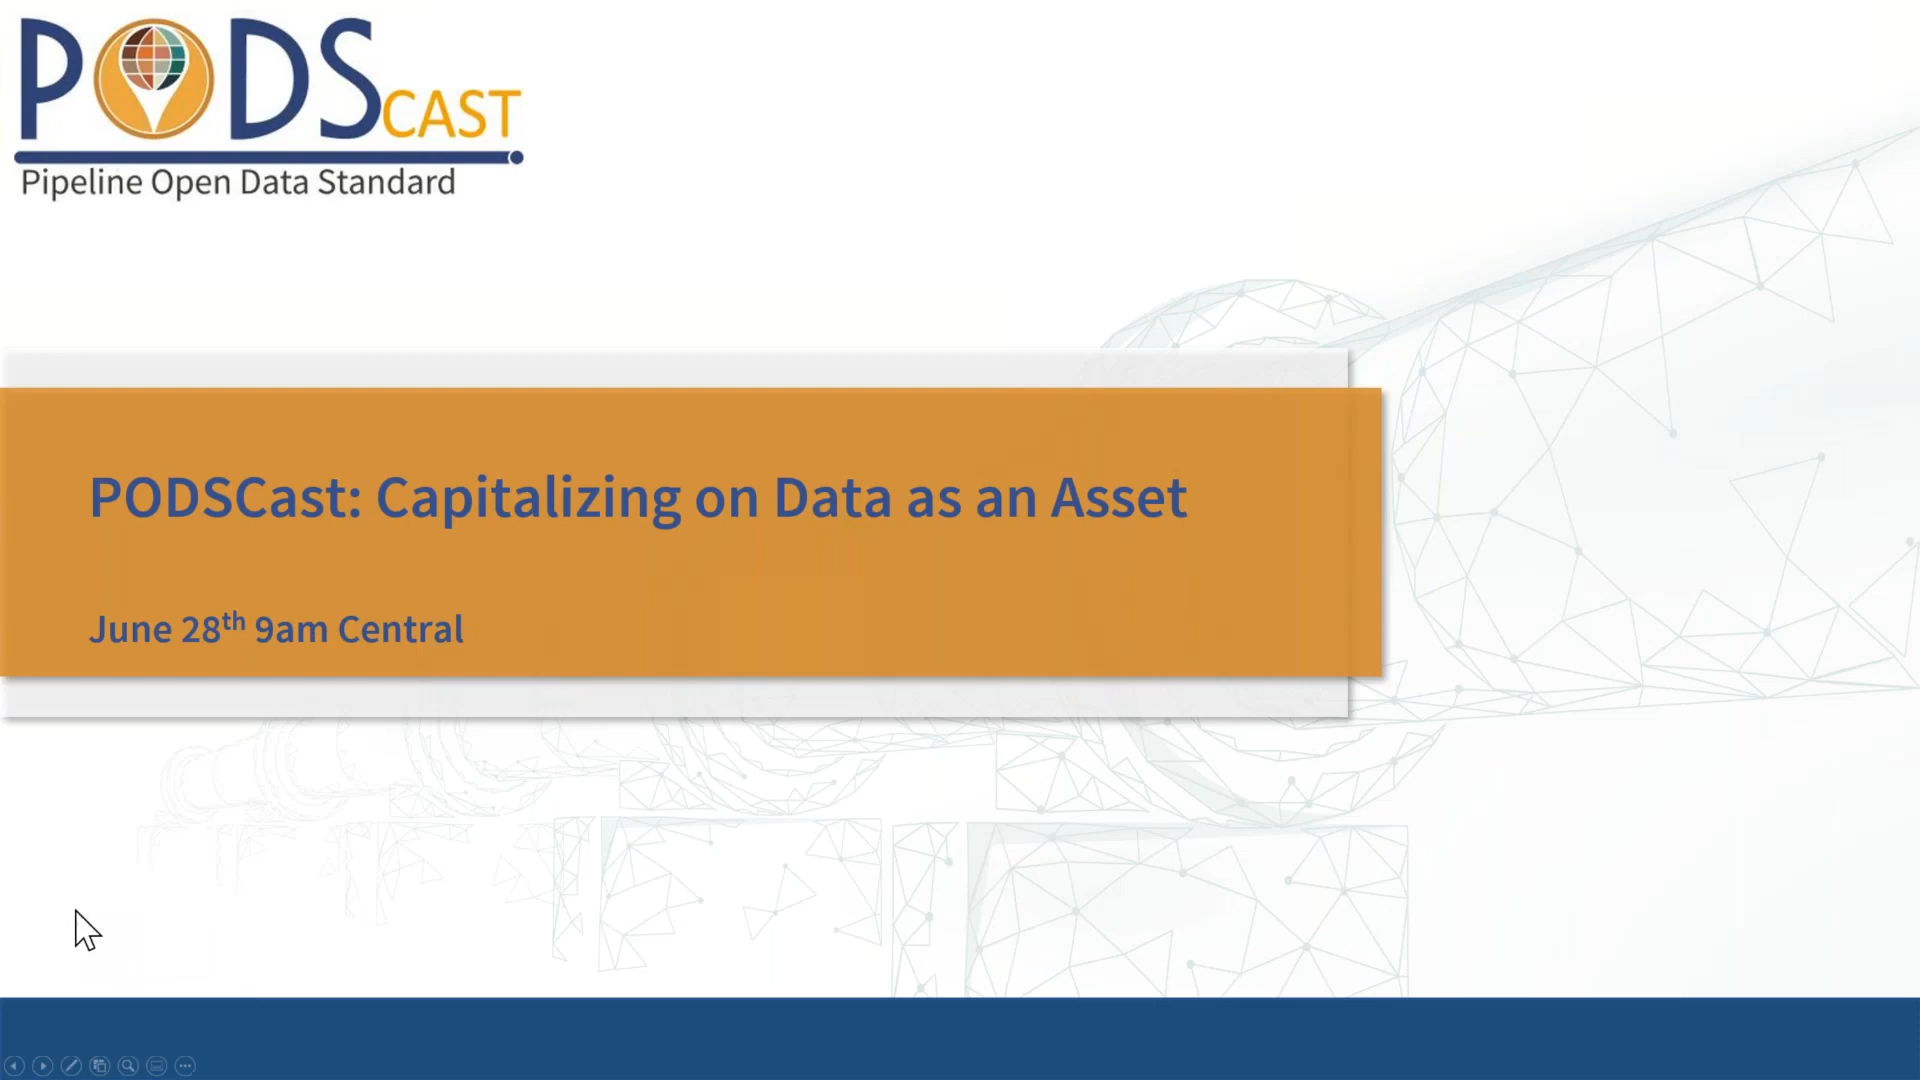 PODSCAST
Pipeline Open Data Standard
PODSCast: Capitalizing on Data as an Asset
June 28th 9am Central